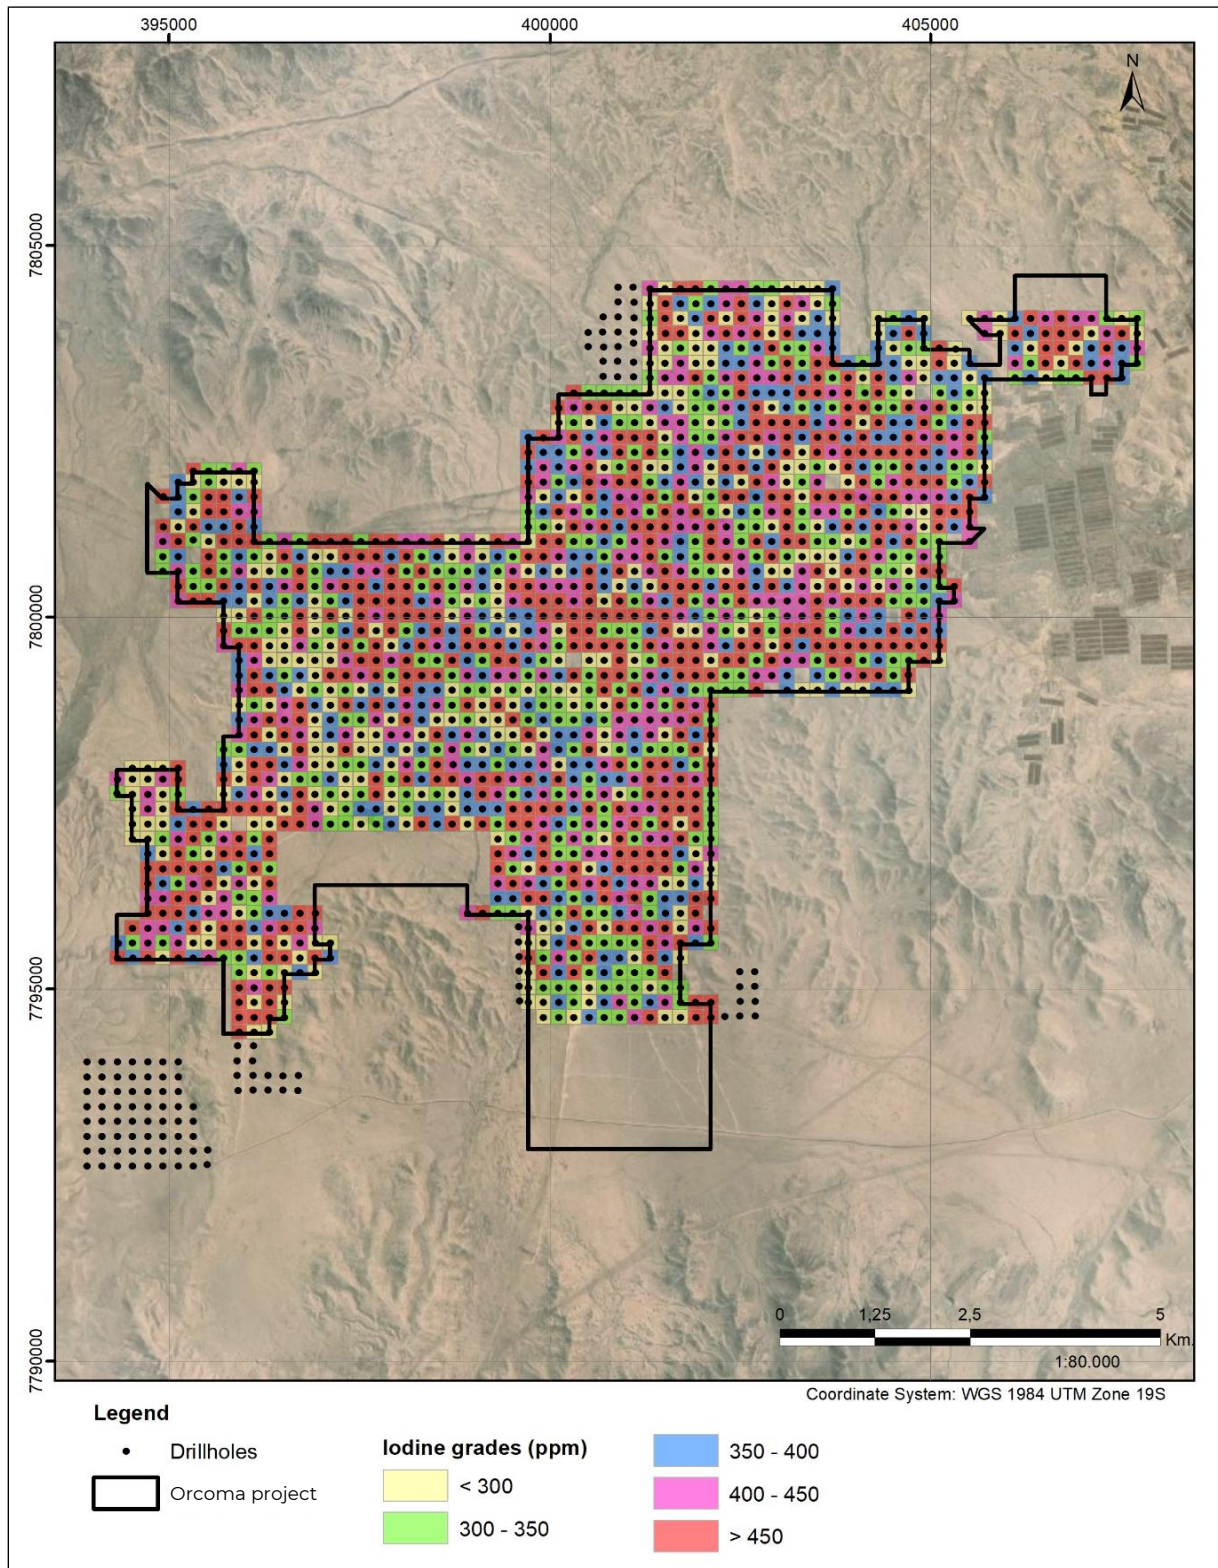 395000 400000 405000
N
7805000
7800000
7795000
7790000
0 1,25 2,5 5
Km.
1:80.000
Coordinate System: WGS 1984 UTM Zone 19S
Legend
Drillholes
Orcoma project
Iodine grades (ppm)
< 300
300 - 350
350 - 400
400 - 450
> 450